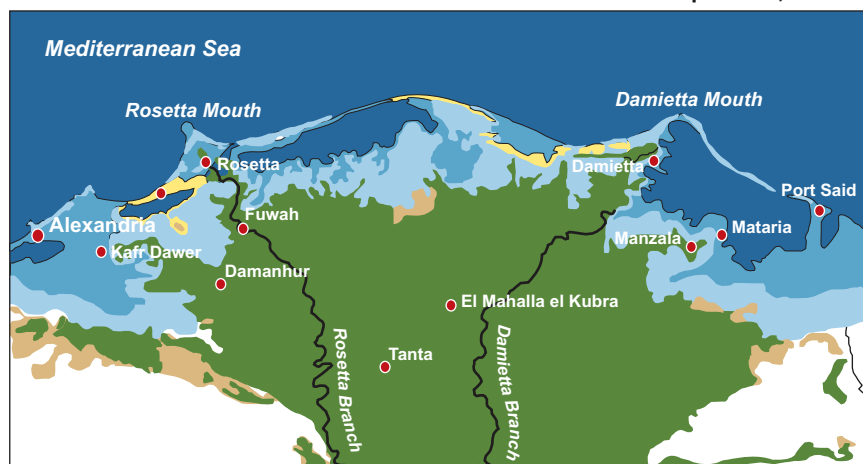 Mediterranean Sea
Rosetta Mouth
Damietta Mouth
Rosetta
Damietta
Port Said
Alexandria
Fuwah
Mataria
Kafr Dawer
Manzala
Damanhur
El Mahalla el Kubra
Tanta
Rosetta Branch
Damietta Branch